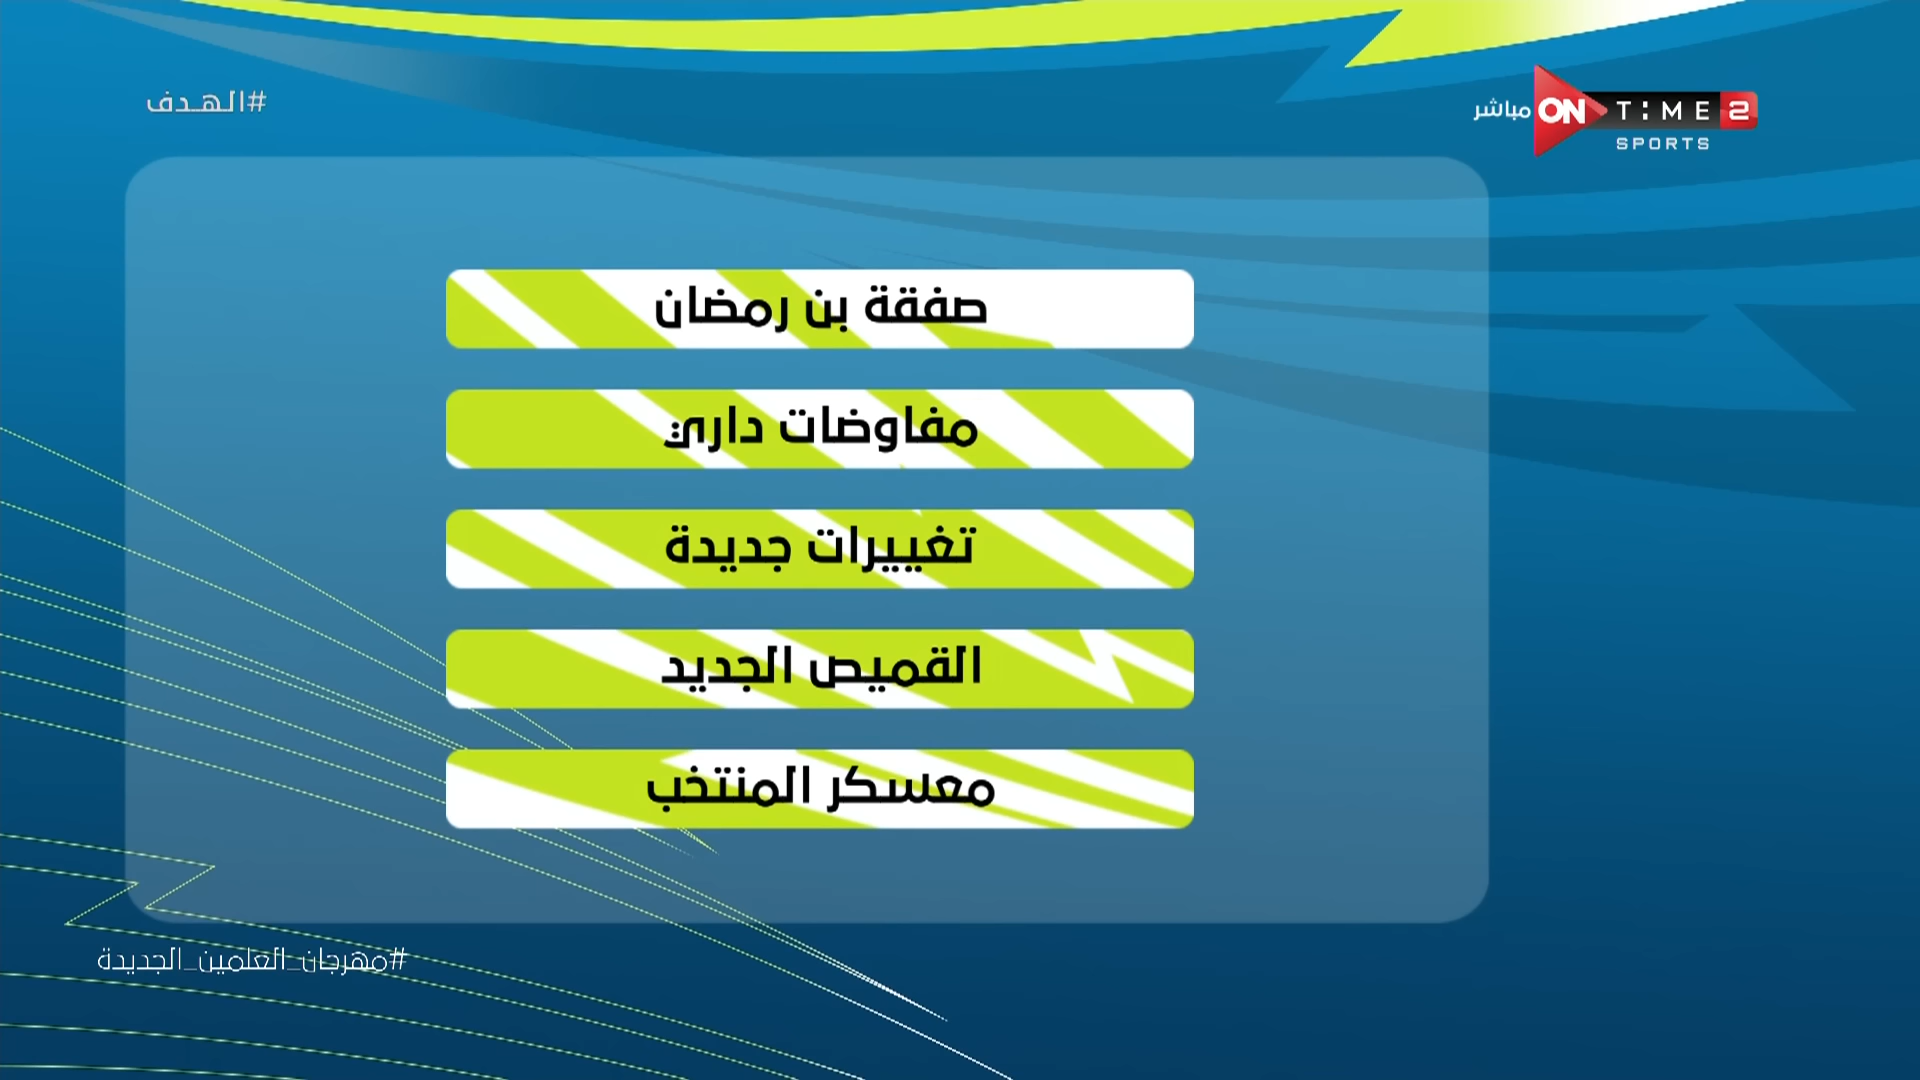 #الهدف
مباشر ON TIME 2
SPORTS
صفقة بن رمضان
مفاوضات داري
تغييرات جديدة
القميص الجديد
معسكر المنتخب
#مهرجان_العلمين_الجديدة